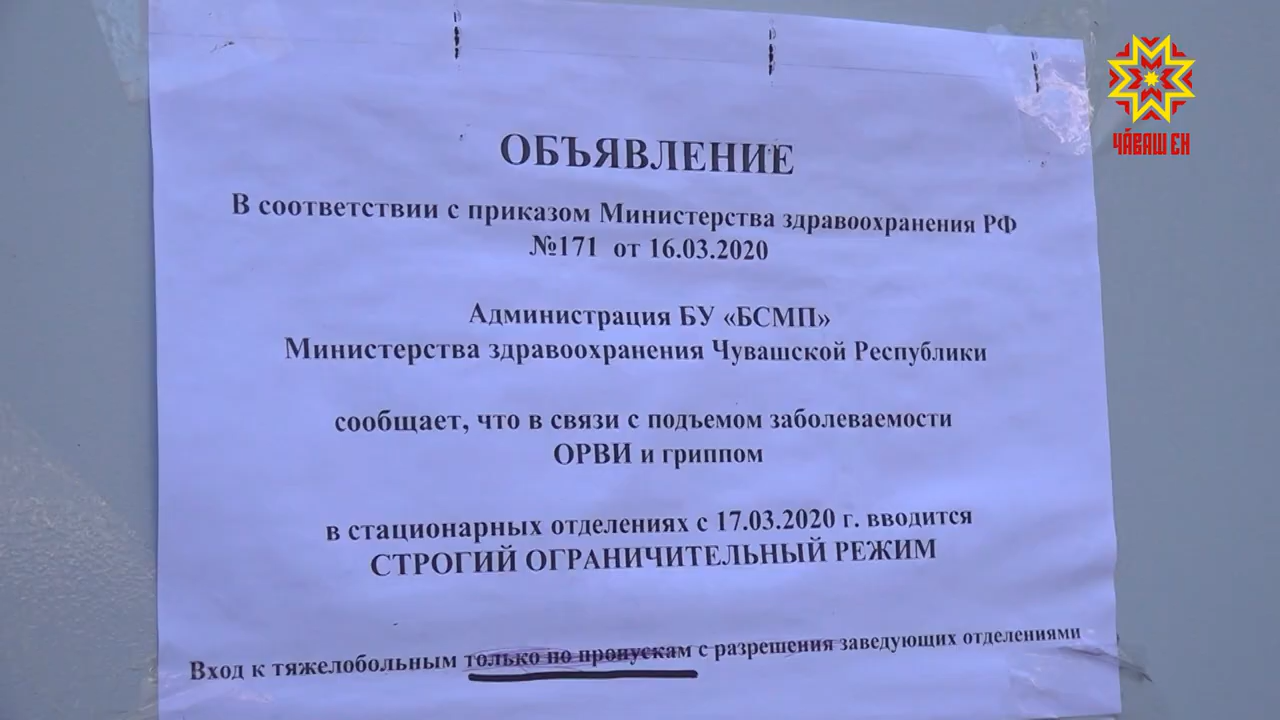 ЧӐВАШ ЕН
ОБЪЯВЛЕНИЕ
В соответствии с приказом Министерства здравоохранения РФ
№171 от 16.03.2020
Администрация БУ «БСМП»
Министерства здравоохранения Чувашской Республики
сообщает, что в связи с подъемом заболеваемости
ОРВИ и гриппом
в стационарных отделениях с 17.03.2020 г. вводится
СТРОГИЙ ОГРАНИЧИТЕЛЬНЫЙ РЕЖИМ
Вход к тяжелобольным только по пропускам с разрешения заведующих отделениями